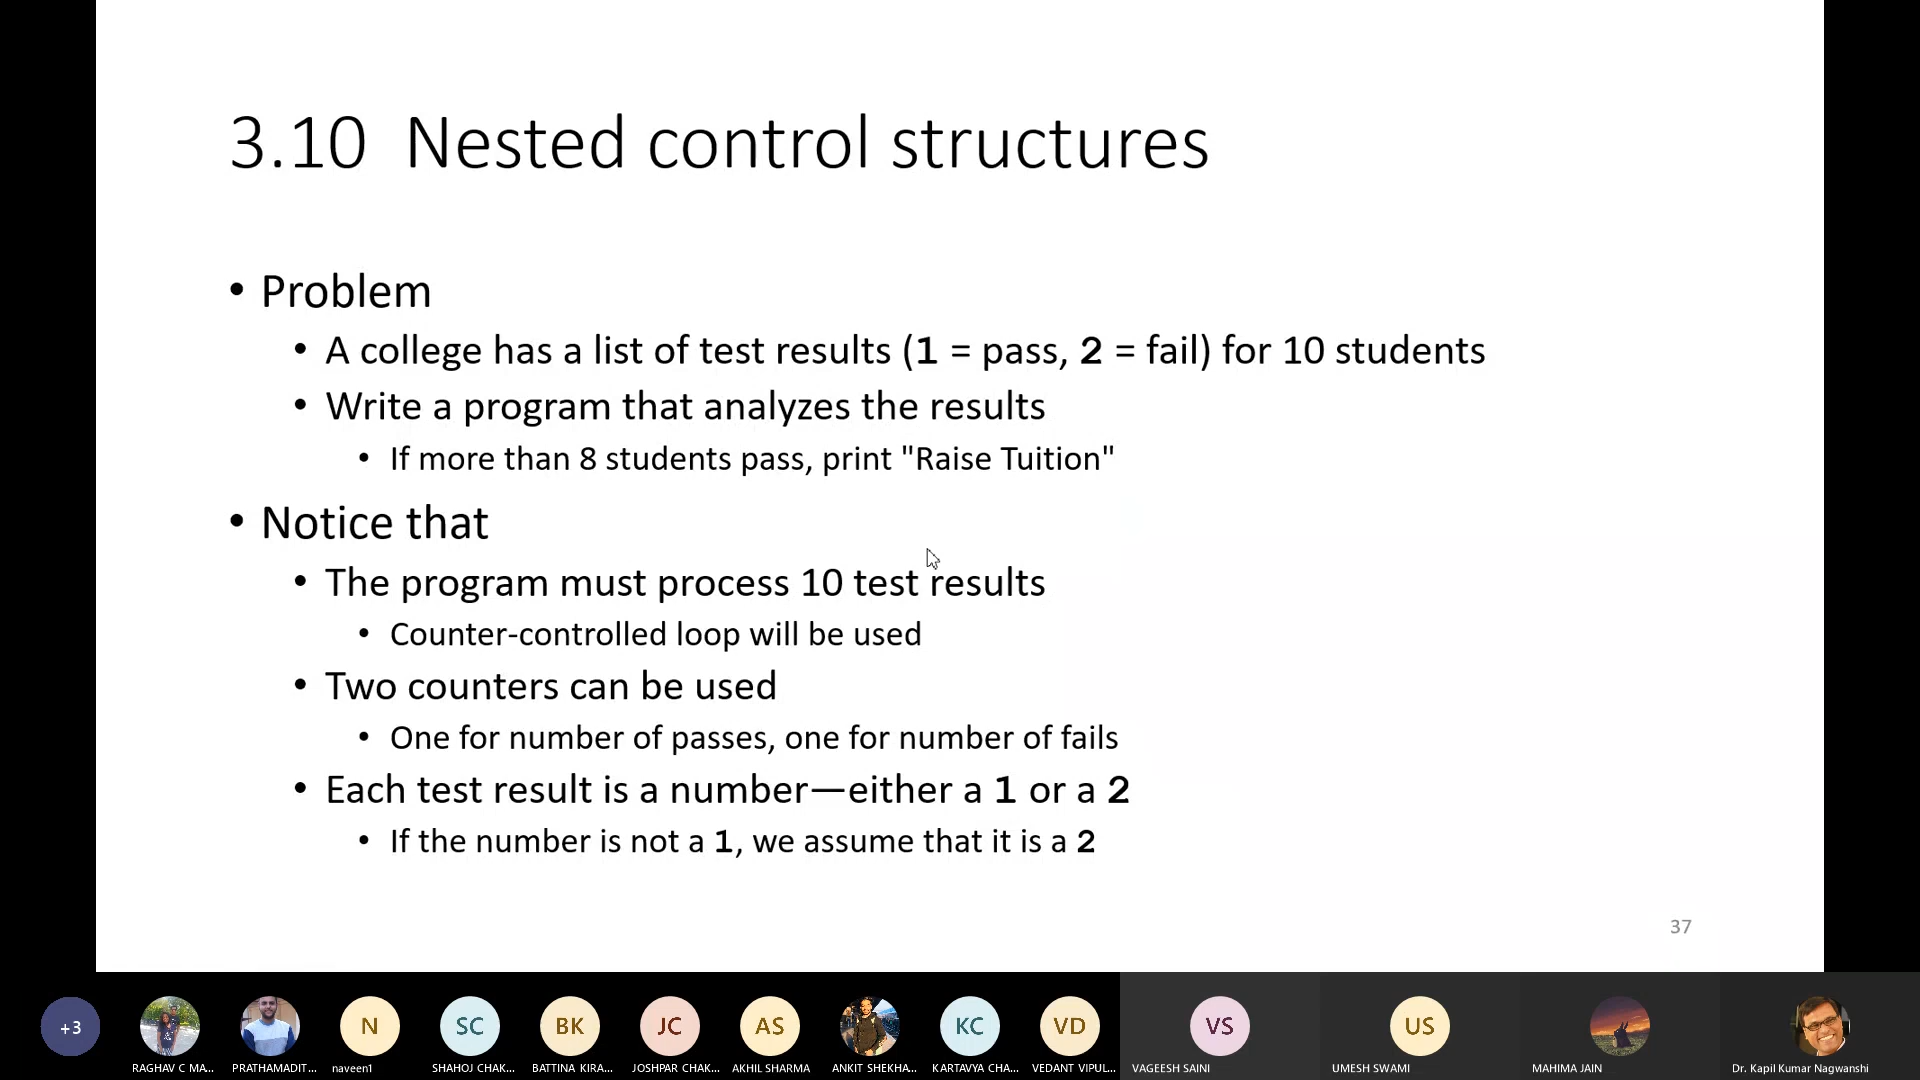 3.10 Nested control structures
• Problem
• A college has a list of test results (1 = pass, 2 = fail) for 10 students
• Write a program that analyzes the results
• If more than 8 students pass, print "Raise Tuition"
• Notice that
• The program must process 10 test results
• Counter-controlled loop will be used
• Two counters can be used
• One for number of passes, one for number of fails
• Each test result is a number—either a 1 or a 2
• If the number is not a 1, we assume that it is a 2
37
+3 N SC BK JC AS KC VD VS US
RAGHAV C MA... PRATHAMADIT... naveen1 SHAHOJ CHAK... BATTINA KIRA... JOSHPAR CHAK... AKHIL SHARMA ANKIT SHEKHA... KARTAVYA CHA... VEDANT VIPUL... VAGEESH SAINI UMESH SWAMI MAHIMA JAIN Dr. Kapil Kumar Nagwanshi